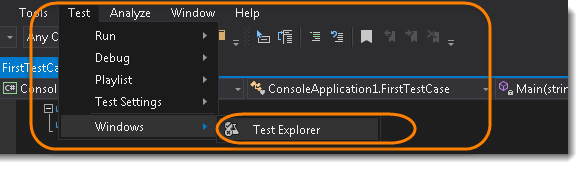 Tools Test Analyze Window Help
Any C
Run
Debug
FirstTestCa
Playlist
C# Consol
ConsoleApplication1.FirstTestCase
Main(strin
Test Settings
Windows
Test Explorer